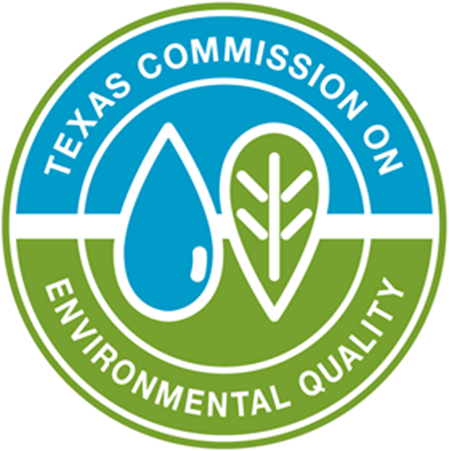 TEXAS COMMISSION ON
ENVIRONMENTAL QUALITY